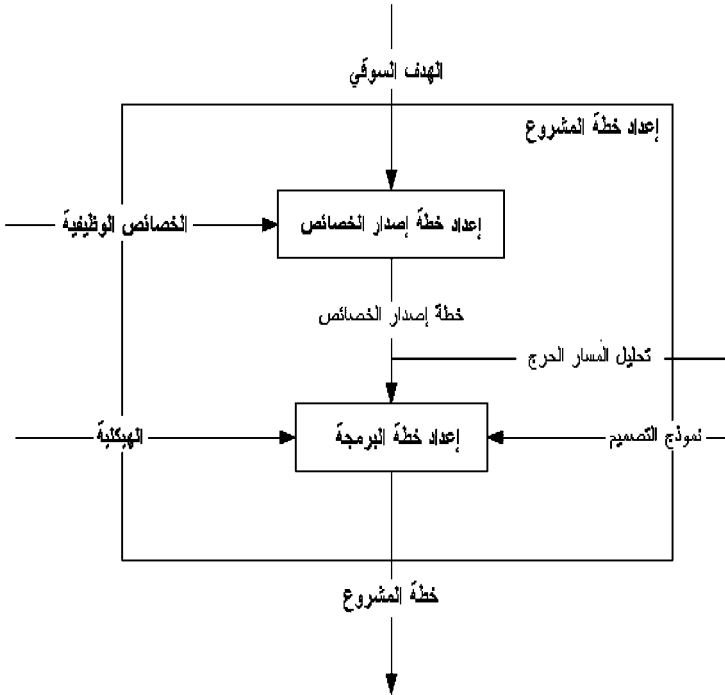 الهدف السوقي
إعداد خطة المشروع
الخصائص الوظيفية
إعداد خطة إصدار الخصائص
خطة إصدار الخصائص
تحليل المسار الحرج
الهيكلية
إعداد خطة البرمجة
نموذج التصميم
خطة المشروع